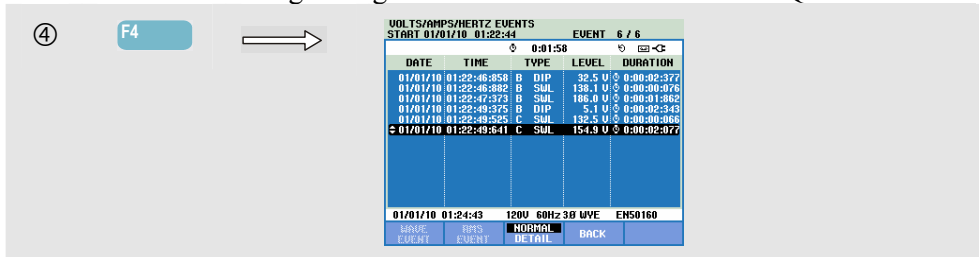 ④ F4
VOLTS/AMPS/HERTZ EVENTS
START 01/01/10 01:22:44 EVENT 6 / 6
0:01:58
DATE TIME TYPE LEVEL DURATION
01/01/10 01:22:46:858 B DIP 32.5 V 0:00:02:377
01/01/10 01:22:46:882 B SWL 138.1 V 0:00:00:076
01/01/10 01:22:47:373 B SWL 186.0 V 0:00:01:862
01/01/10 01:22:49:375 B DIP 5.1 V 0:00:02:343
01/01/10 01:22:49:525 C SWL 132.5 V 0:00:00:066
01/01/10 01:22:49:641 C SWL 154.9 V 0:00:02:077
01/01/10 01:24:43 120V 60Hz 3Ø WYE EN50160
WAVE RMS NORMAL
EVENT EVENT DETAIL BACK